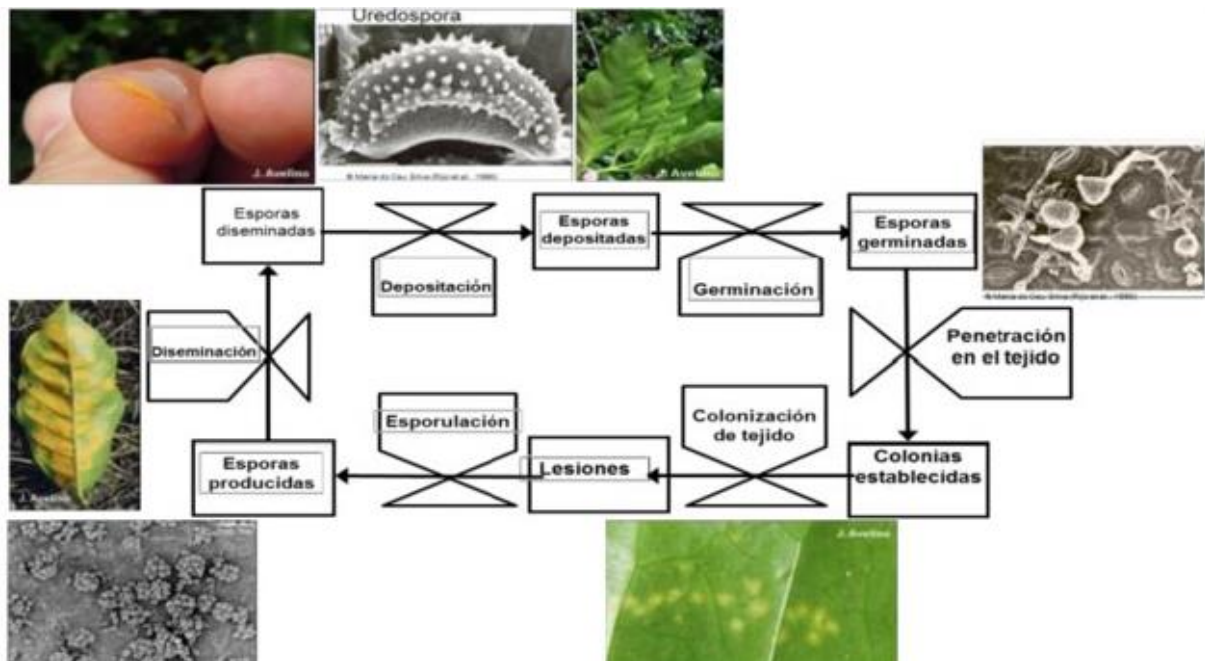 Uredospora
J. Avelino
J. Avelino
Esporas
diseminadas
Esporas
depositadas
Esporas
germinadas
Depositación
Germinación
Diseminación
Penetración
en el tejido
Esporulación
Colonización
de tejido
Esporas
producidas
Lesiones
Colonias
establecidas
J. Avelino
J. Avelino